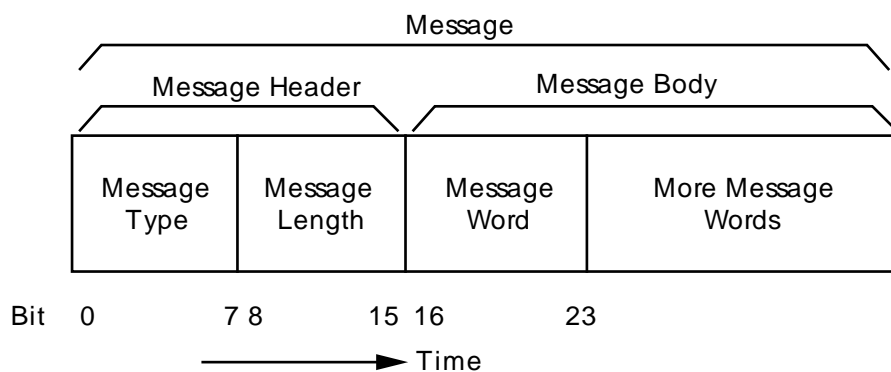 Message
Message Header Message Body
Message Message Message More Message
Type Length Word Words
Bit 0 7 8 15 16 23
Time